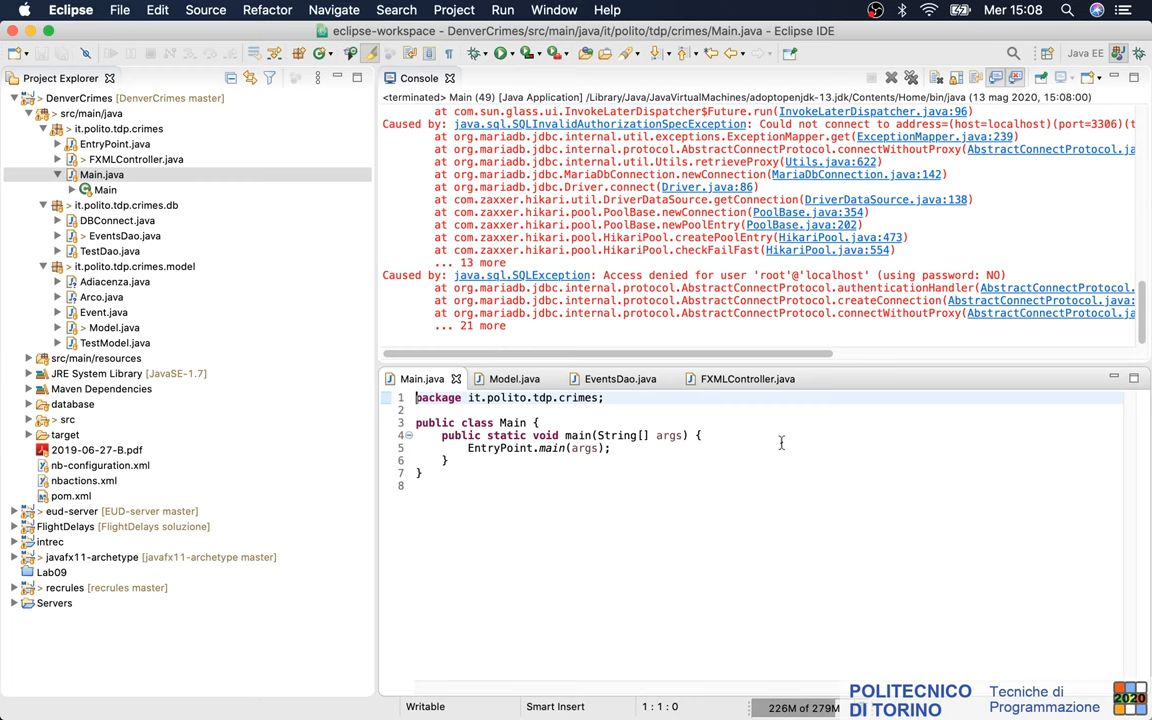 Eclipse File Edit Source Refactor Navigate Search Project Run Window Help Mer 15:08
eclipse-workspace - DenverCrimes/src/main/java/it/polito/tdp/crimes/Main.java - Eclipse IDE
Java EE
Project Explorer
DenverCrimes [DenverCrimes master]
> src/main/java
it.polito.tdp.crimes
EntryPoint.java
> FXMLController.java
Main.java
Main
> it.polito.tdp.crimes.db
DBConnect.java
> EventsDao.java
TestDao.java
> it.polito.tdp.crimes.model
Adiacenza.java
Arco.java
Event.java
> Model.java
TestModel.java
src/main/resources
JRE System Library [JavaSE-1.7]
Maven Dependencies
database
> src
> target
2019-06-27-B.pdf
nb-configuration.xml
nbactions.xml
pom.xml
> eud-server [EUD-server master]
FlightDelays [FlightDelays soluzione]
intrec
> javafx11-archetype [javafx11-archetype master]
Lab09
> recrules [recrules master]
Servers
Console
<terminated> Main (49) [Java Application] /Library/Java/JavaVirtualMachines/adoptopenjdk-13.jdk/Contents/Home/bin/java (13 mag 2020, 15:08:00)
at com.sun.glass.ui.InvokeLaterDispatcher$Future.run(InvokeLaterDispatcher.java:96)
Caused by: java.sql.SQLInvalidAuthorizationSpecException: Could not connect to address=(host=localhost)(port=3306)(t
at org.mariadb.jdbc.internal.util.exceptions.ExceptionMapper.get(ExceptionMapper.java:239)
at org.mariadb.jdbc.internal.protocol.AbstractConnectProtocol.connectWithoutProxy(AbstractConnectProtocol.ja
at org.mariadb.jdbc.internal.util.Utils.retrieveProxy(Utils.java:622)
at org.mariadb.jdbc.MariaDbConnection.newConnection(MariaDbConnection.java:142)
at org.mariadb.jdbc.Driver.connect(Driver.java:86)
at com.zaxxer.hikari.util.DriverDataSource.getConnection(DriverDataSource.java:138)
at com.zaxxer.hikari.pool.PoolBase.newConnection(PoolBase.java:354)
at com.zaxxer.hikari.pool.PoolBase.newPoolEntry(PoolBase.java:202)
at com.zaxxer.hikari.pool.HikariPool.createPoolEntry(HikariPool.java:473)
at com.zaxxer.hikari.pool.HikariPool.checkFailFast(HikariPool.java:554)
... 13 more
Caused by: java.sql.SQLException: Access denied for user 'root'@'localhost' (using password: NO)
at org.mariadb.jdbc.internal.protocol.AbstractConnectProtocol.authenticationHandler(AbstractConnectProtocol.
at org.mariadb.jdbc.internal.protocol.AbstractConnectProtocol.createConnection(AbstractConnectProtocol.java:
at org.mariadb.jdbc.internal.protocol.AbstractConnectProtocol.connectWithoutProxy(AbstractConnectProtocol.ja
... 21 more
Main.java Model.java EventsDao.java FXMLController.java
1 package it.polito.tdp.crimes;
2
3 public class Main {
4 public static void main(String[] args) {
5 EntryPoint.main(args);
6 }
7 }
8
Writable Smart Insert 1 : 1 : 0 226M of 279M
POLITECNICO
DI TORINO
Tecniche di
Programmazione
2020